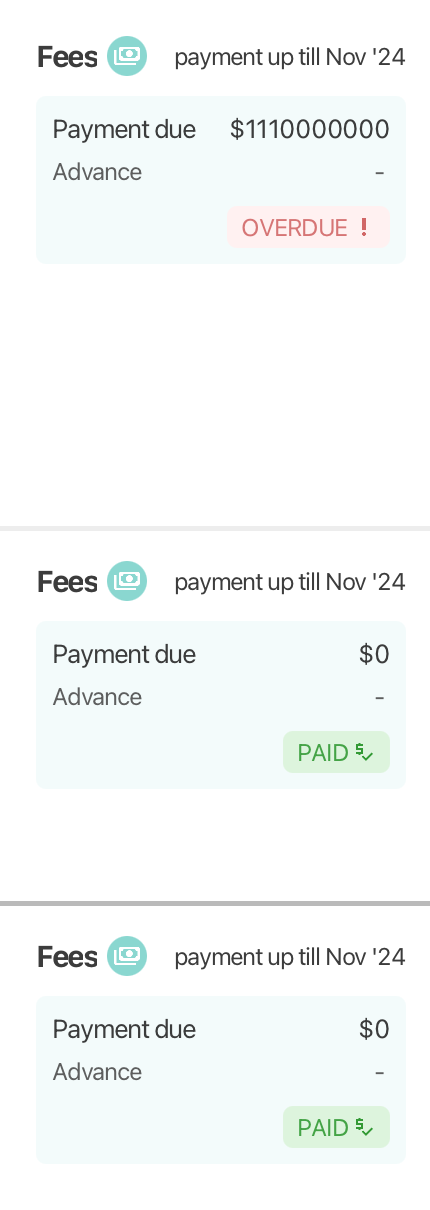 Fees payment up till Nov '24
Payment due $1110000000
Advance -
OVERDUE !
Fees payment up till Nov '24
Payment due $0
Advance -
PAID
Fees payment up till Nov '24
Payment due $0
Advance -
PAID